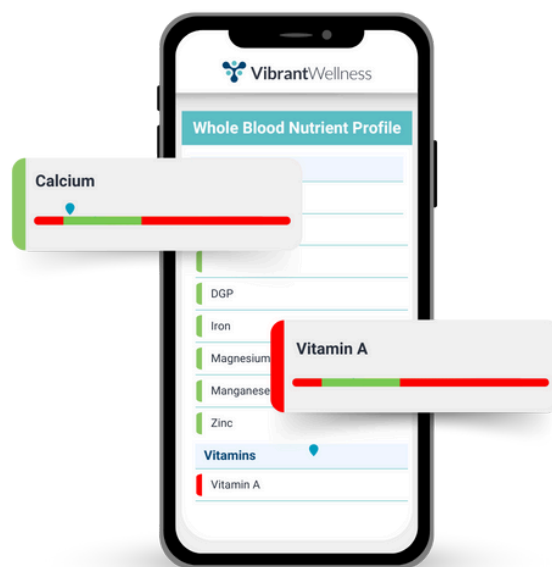 VibrantWellness
Whole Blood Nutrient Profile
Calcium
DGP
Iron
Magnesium
Vitamin A
Manganese
Zinc
Vitamins
Vitamin A